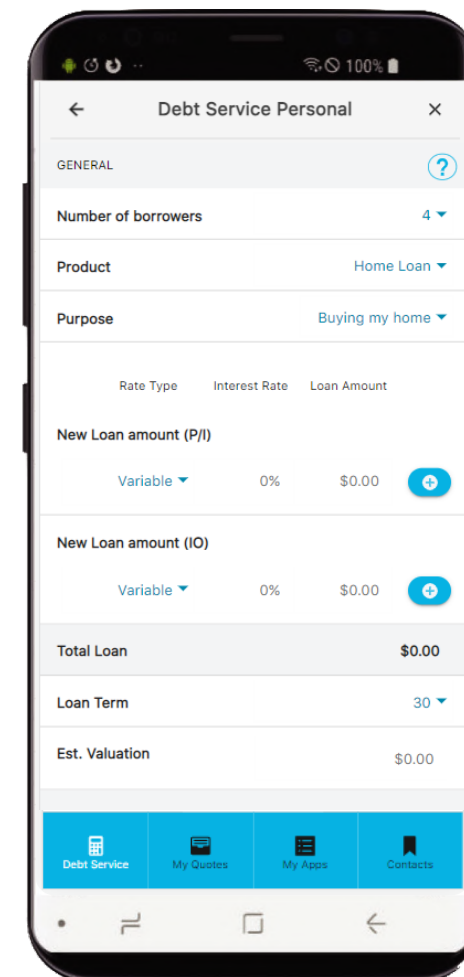 100%
Debt Service Personal
GENERAL
?
Number of borrowers 4
Product Home Loan
Purpose Buying my home
Rate Type Interest Rate Loan Amount
New Loan amount (P/I)
Variable 0% $0.00
New Loan amount (IO)
Variable 0% $0.00
Total Loan $0.00
Loan Term 30
Est. Valuation $0.00
Debt Service My Quotes My Apps Contacts